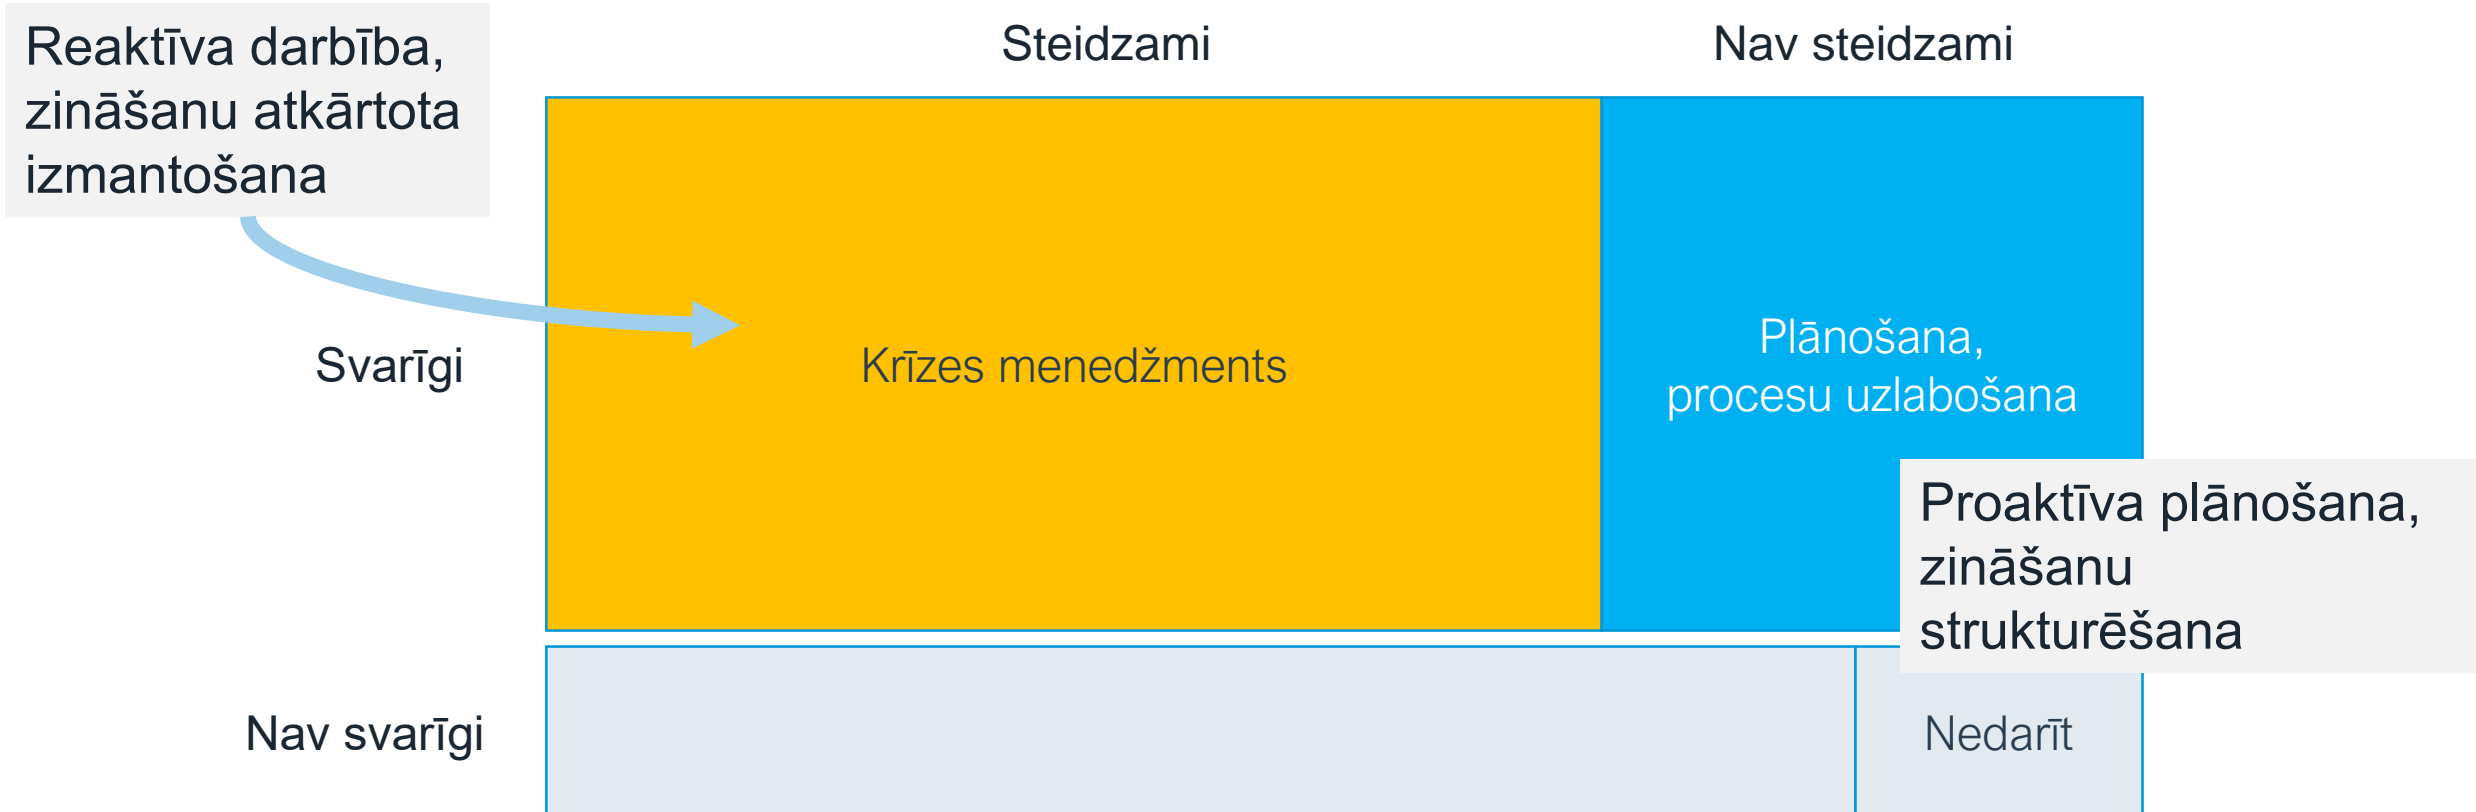 Reaktīva darbība,
zināšanu atkārtota
izmantošana
Steidzami
Nav steidzami
Svarīgi
Krīzes menedžments
Plānošana,
procesu uzlabošana
Proaktīva plānošana,
zināšanu
strukturēšana
Nav svarīgi
Nedarīt